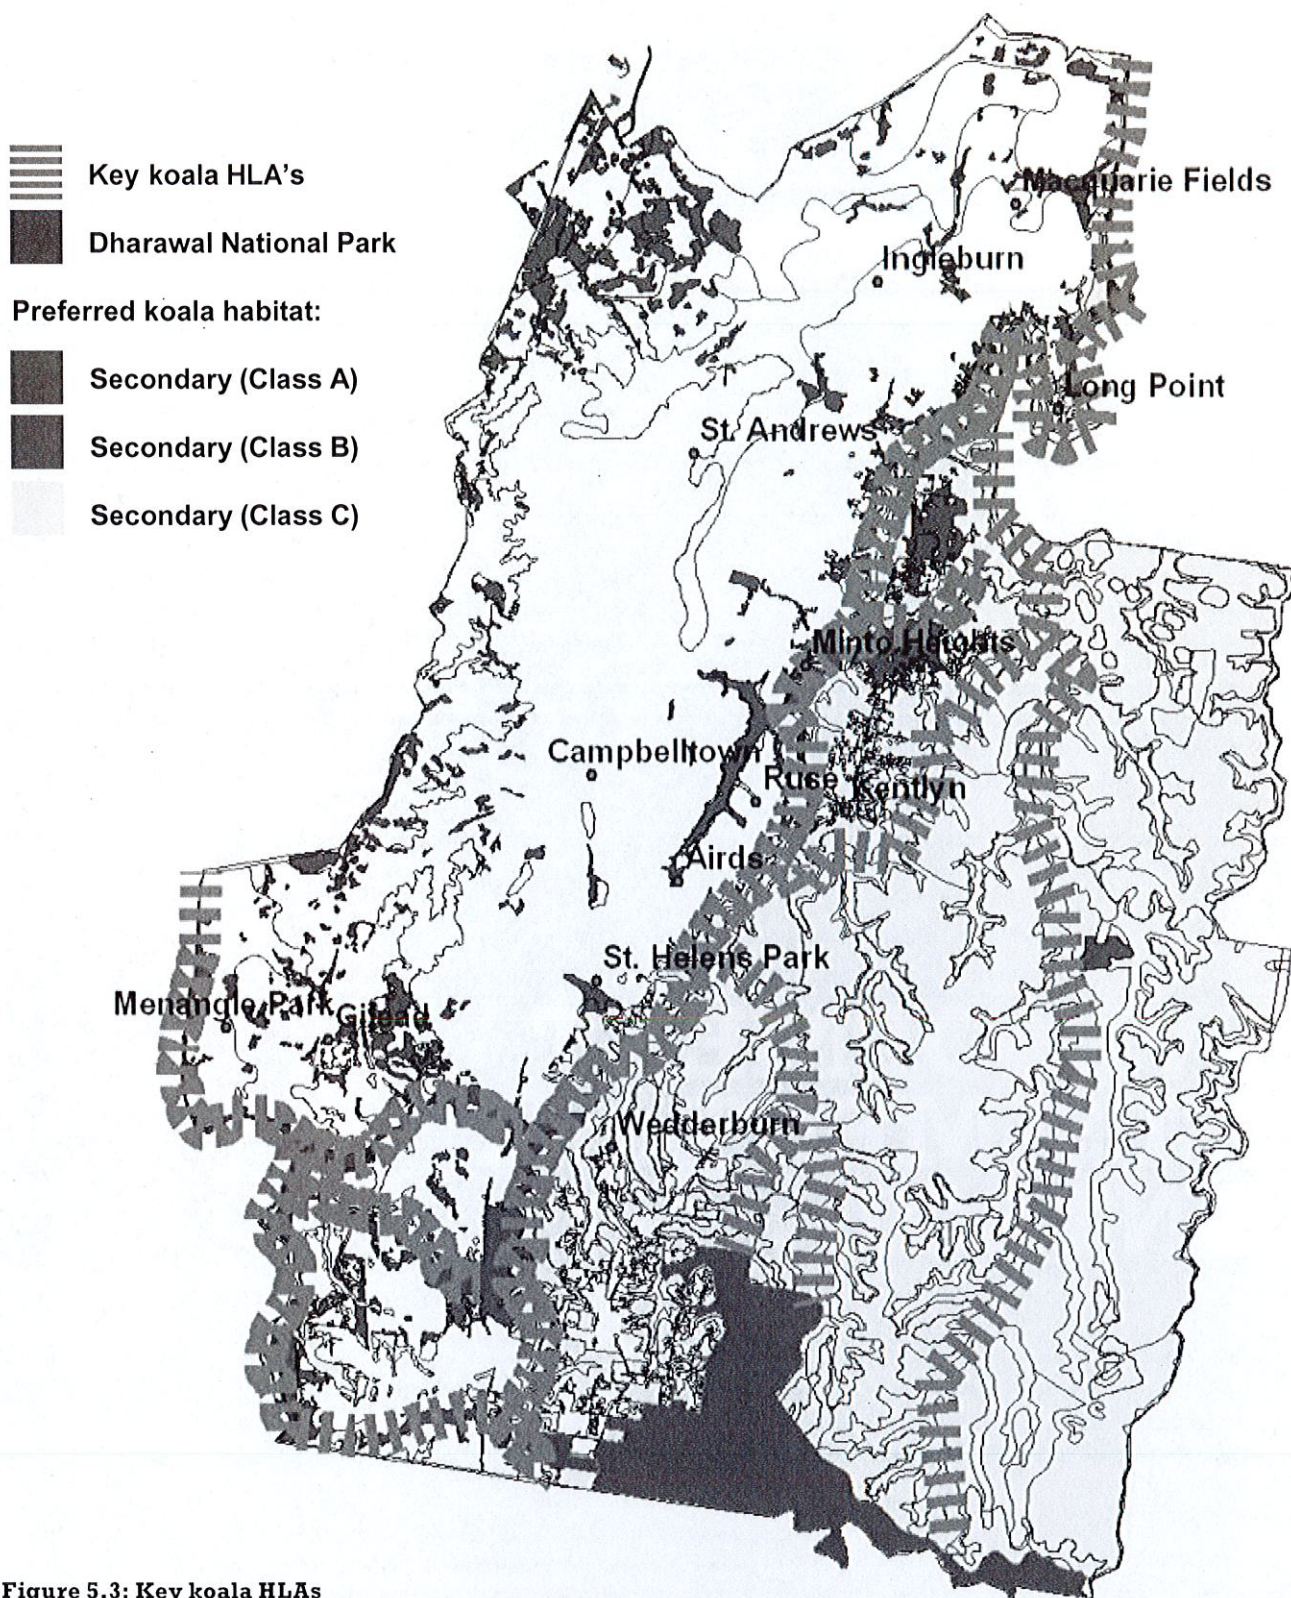 Key koala HLA's
Dharawal National Park
Preferred koala habitat:
Secondary (Class A)
Secondary (Class B)
Secondary (Class C)
Macquarie Fields
Ingleburn
Long Point
St. Andrews
Minto Heights
Campbelltown
Ruse
Kentlyn
Airds
St. Helens Park
Menangle Park
Gilead
Wedderburn
Figure 5.3: Key koala HLAs